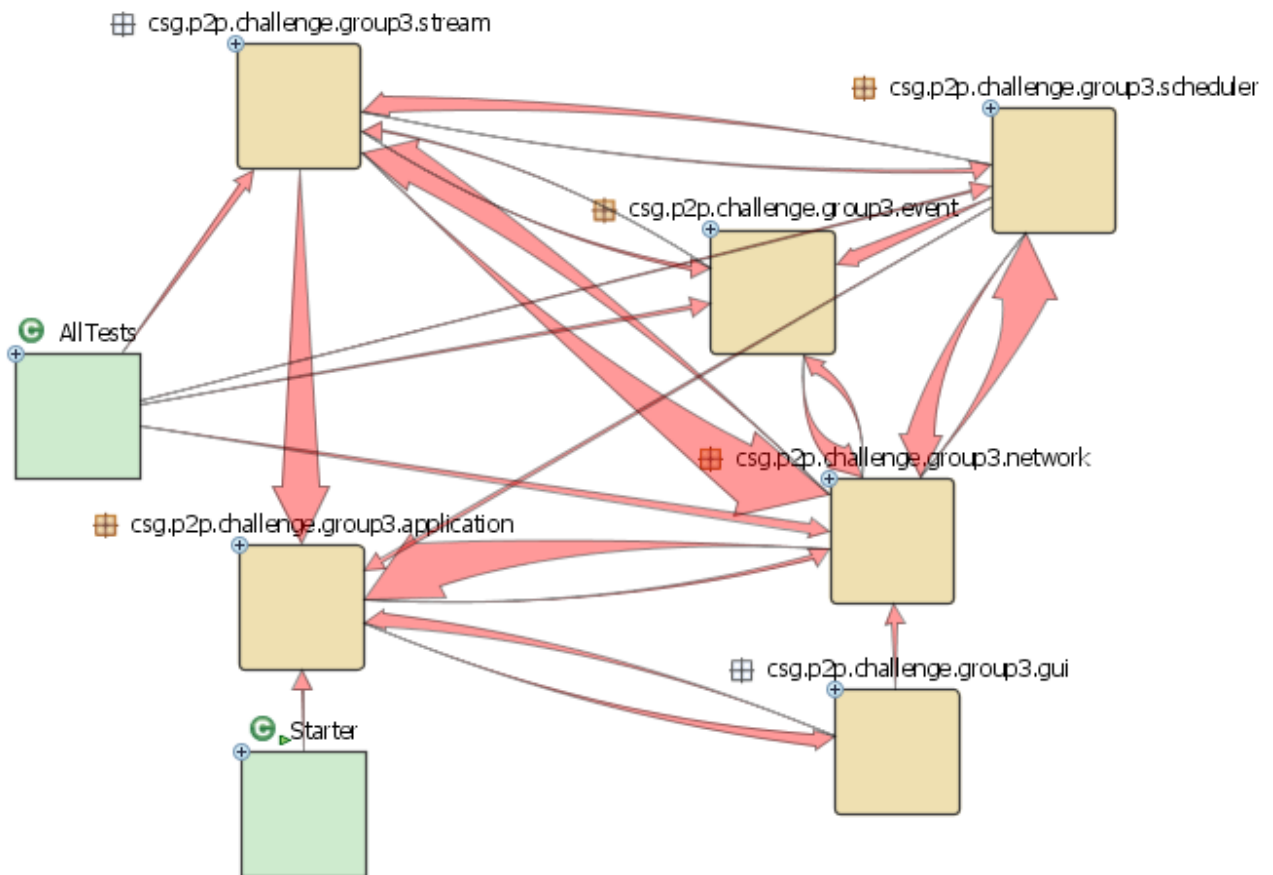 csg.p2p.challenge.group3.stream
csg.p2p.challenge.group3.scheduler
csg.p2p.challenge.group3.event
C AllTests
csg.p2p.challenge.group3.network
csg.p2p.challenge.group3.application
csg.p2p.challenge.group3.gui
C Starter